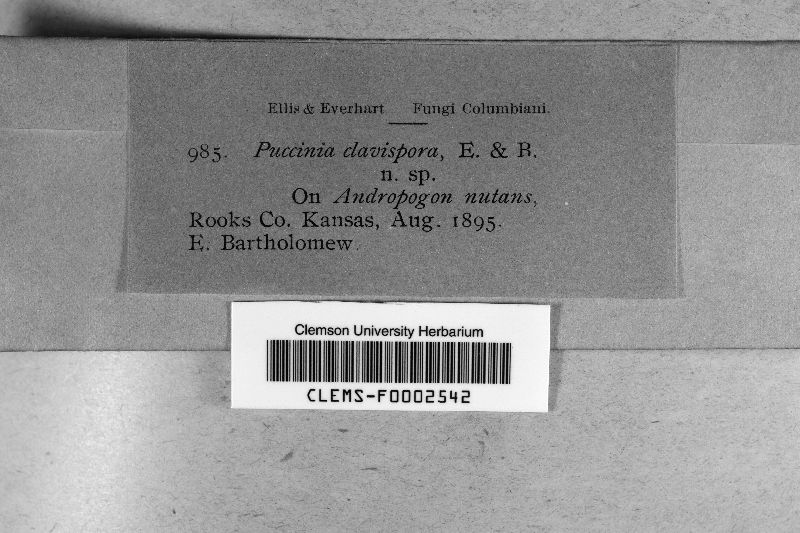 Ellis & Everhart Fungi Columbiani.
985. Puccinia clavispora, E. & B.
n. sp.
On Andropogon nutans,
Rooks Co. Kansas, Aug. 1895.
E. Bartholomew.
Clemson University Herbarium
CLEMS-F0002542